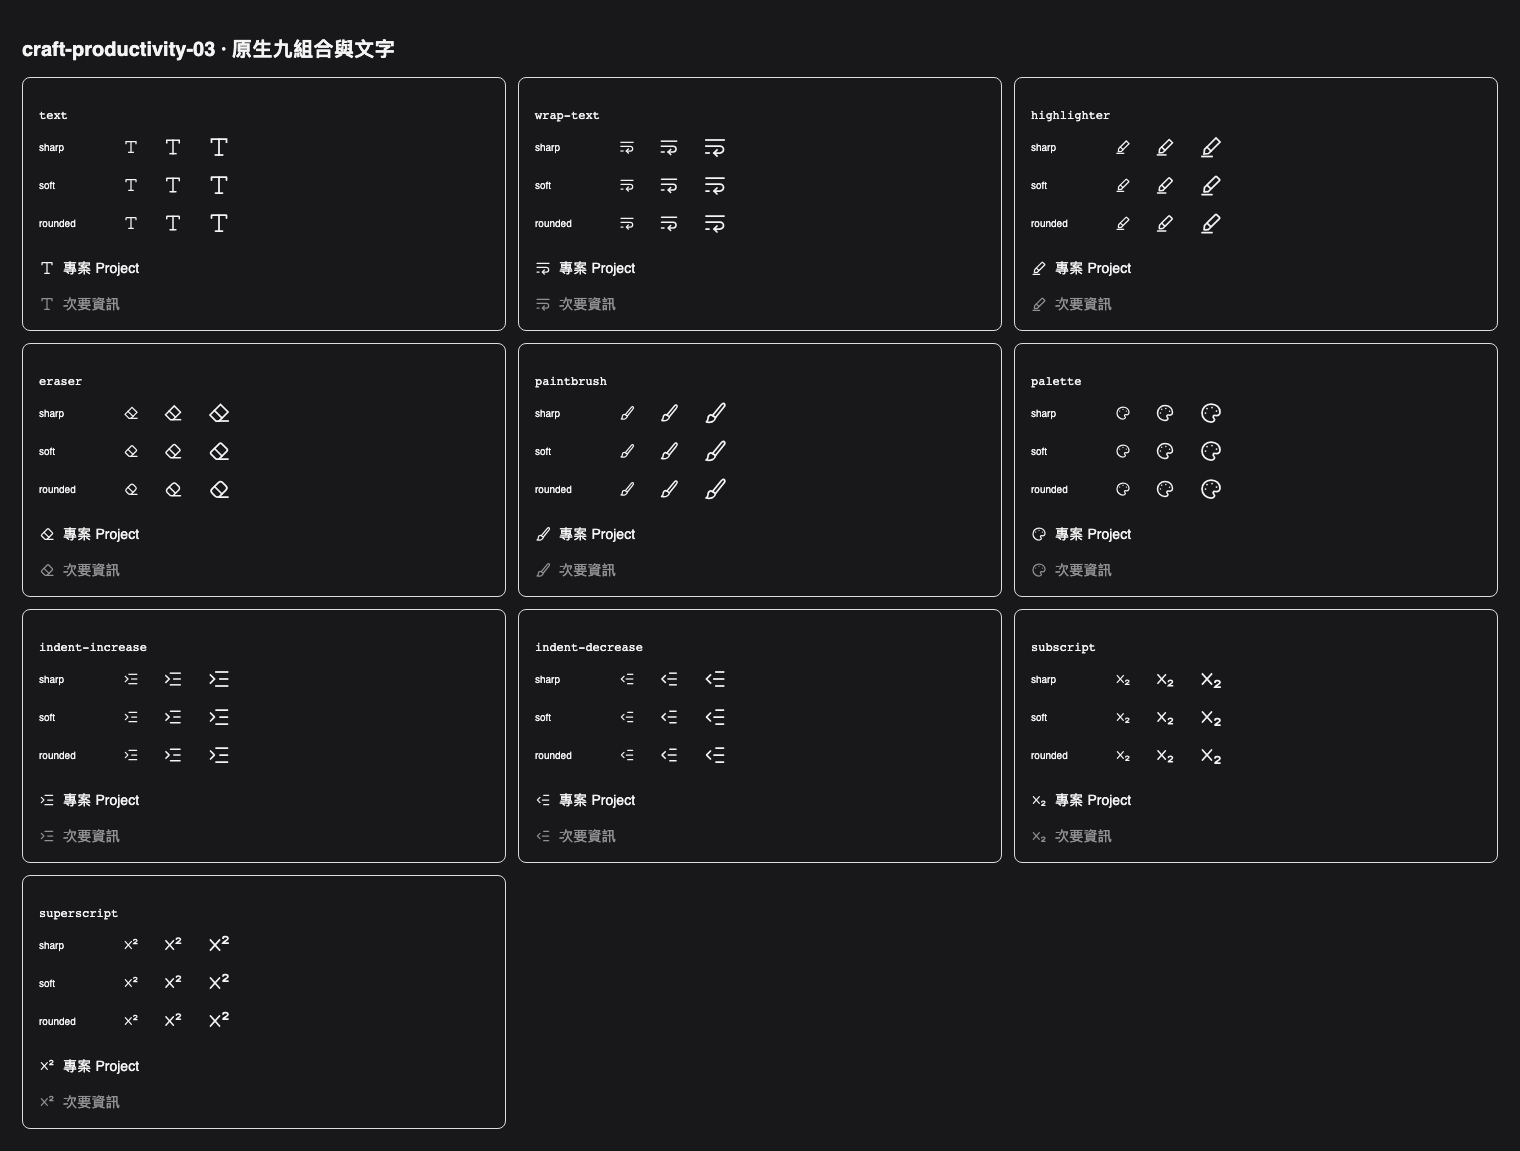 craft-productivity-03 · 原生九組合與文字
text
sharp
soft
rounded
專案 Project
次要資訊
wrap-text
sharp
soft
rounded
專案 Project
次要資訊
highlighter
sharp
soft
rounded
專案 Project
次要資訊
eraser
sharp
soft
rounded
專案 Project
次要資訊
paintbrush
sharp
soft
rounded
專案 Project
次要資訊
palette
sharp
soft
rounded
專案 Project
次要資訊
indent-increase
sharp
soft
rounded
專案 Project
次要資訊
indent-decrease
sharp
soft
rounded
專案 Project
次要資訊
subscript
sharp
soft
rounded
專案 Project
次要資訊
superscript
sharp
soft
rounded
專案 Project
次要資訊